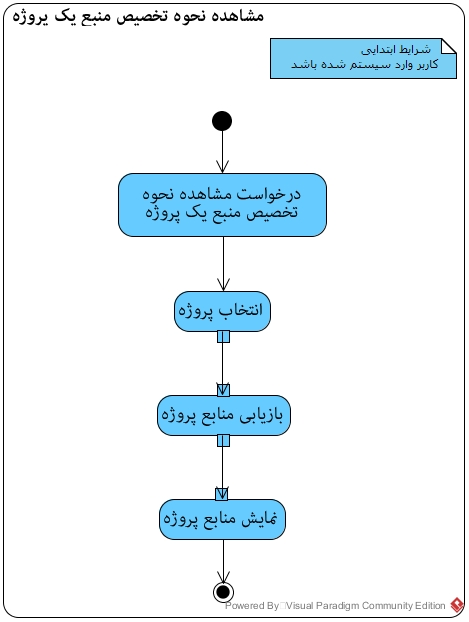 مشاهده نحوه تخصیص منبع یک پروژه
شرایط ابتدایی
کاربر وارد سیستم شده باشد
درخواست مشاهده نحوه
تخصیص منبع یک پروژه
انتخاب پروژه
بازیابی منابع پروژه
نمایش منابع پروژه
Powered By Visual Paradigm Community Edition